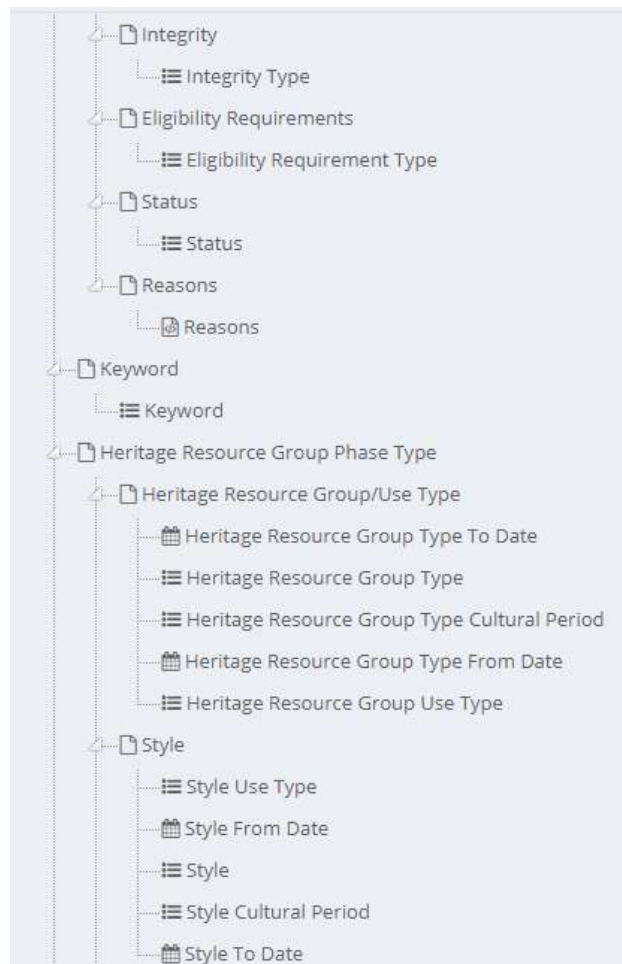 Integrity
Integrity Type
Eligibility Requirements
Eligibility Requirement Type
Status
Status
Reasons
Reasons
Keyword
Keyword
Heritage Resource Group Phase Type
Heritage Resource Group/Use Type
Heritage Resource Group Type To Date
Heritage Resource Group Type
Heritage Resource Group Type Cultural Period
Heritage Resource Group Type From Date
Heritage Resource Group Use Type
Style
Style Use Type
Style From Date
Style
Style Cultural Period
Style To Date